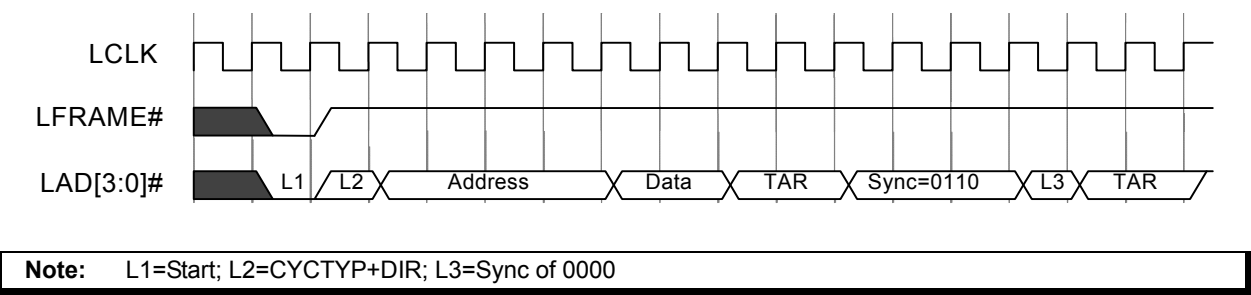 LCLK
LFRAME#
LAD[3:0]# L1 L2 Address Data TAR Sync=0110 L3 TAR
Note: L1=Start; L2=CYCTYP+DIR; L3=Sync of 0000